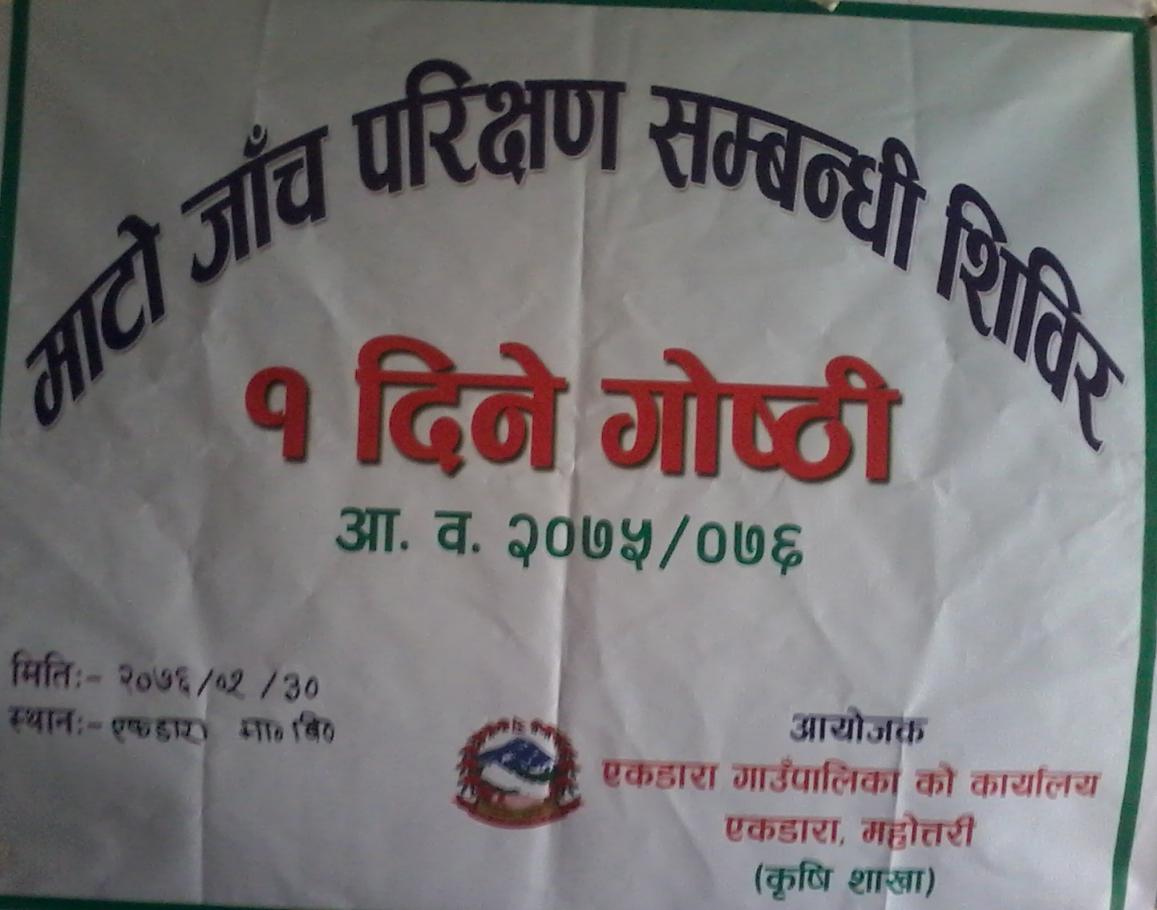 माटो जाँच परिक्षण सम्बन्धी शिविर
१ दिने गोष्ठी
आ. व. २०७५/०७६
मितिः- २०७६/०२/३०
स्थानः- एकडारा मा० बि०
आयोजक
एकडारा गाउँपालिका को कार्यालय
एकडारा, महोत्तरी
(कृषि शाखा)